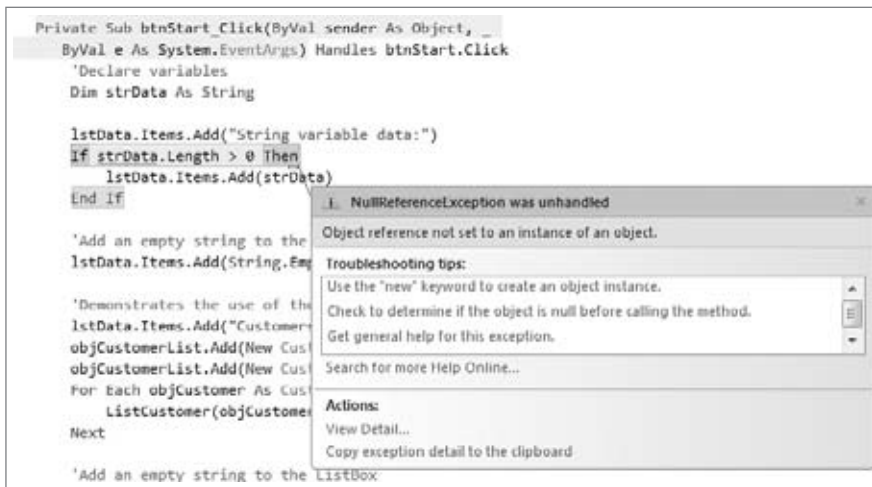 Private Sub btnStart_Click(ByVal sender As Object, _
ByVal e As System.EventArgs) Handles btnStart.Click
'Declare variables
Dim strData As String
lstData.Items.Add("String variable data:")
If strData.Length > 0 Then
lstData.Items.Add(strData)
End If
'Add an empty string to the
lstData.Items.Add(String.Emp
'Demonstrates the use of the
lstData.Items.Add("Customer
objCustomerList.Add(New Cust
objCustomerList.Add(New Cust
For Each objCustomer As Cust
ListCustomer(objCustomer
Next
'Add an empty string to the ListBox
NullReferenceException was unhandled
Object reference not set to an instance of an object.
Troubleshooting tips:
Use the "new" keyword to create an object instance.
Check to determine if the object is null before calling the method.
Get general help for this exception.
Search for more Help Online...
Actions:
View Detail...
Copy exception detail to the clipboard